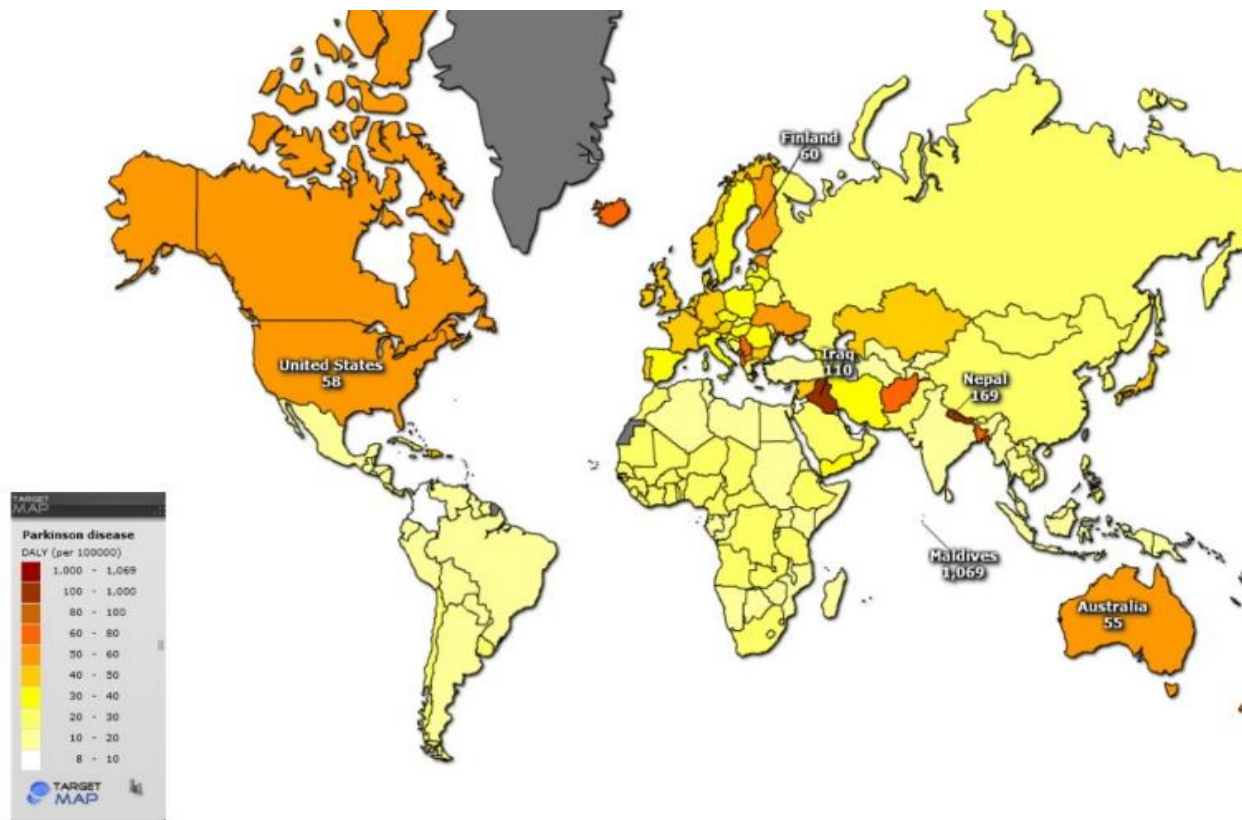 Finland
60
United States
58
Iraq
110
Nepal
169
Maldives
1,069
Australia
55
TARGET
MAP
Parkinson disease
DALY (per 100000)
1,000 - 1,069
100 - 1,000
80 - 100
60 - 80
50 - 60
40 - 50
30 - 40
20 - 30
10 - 20
8 - 10
TARGET
MAP